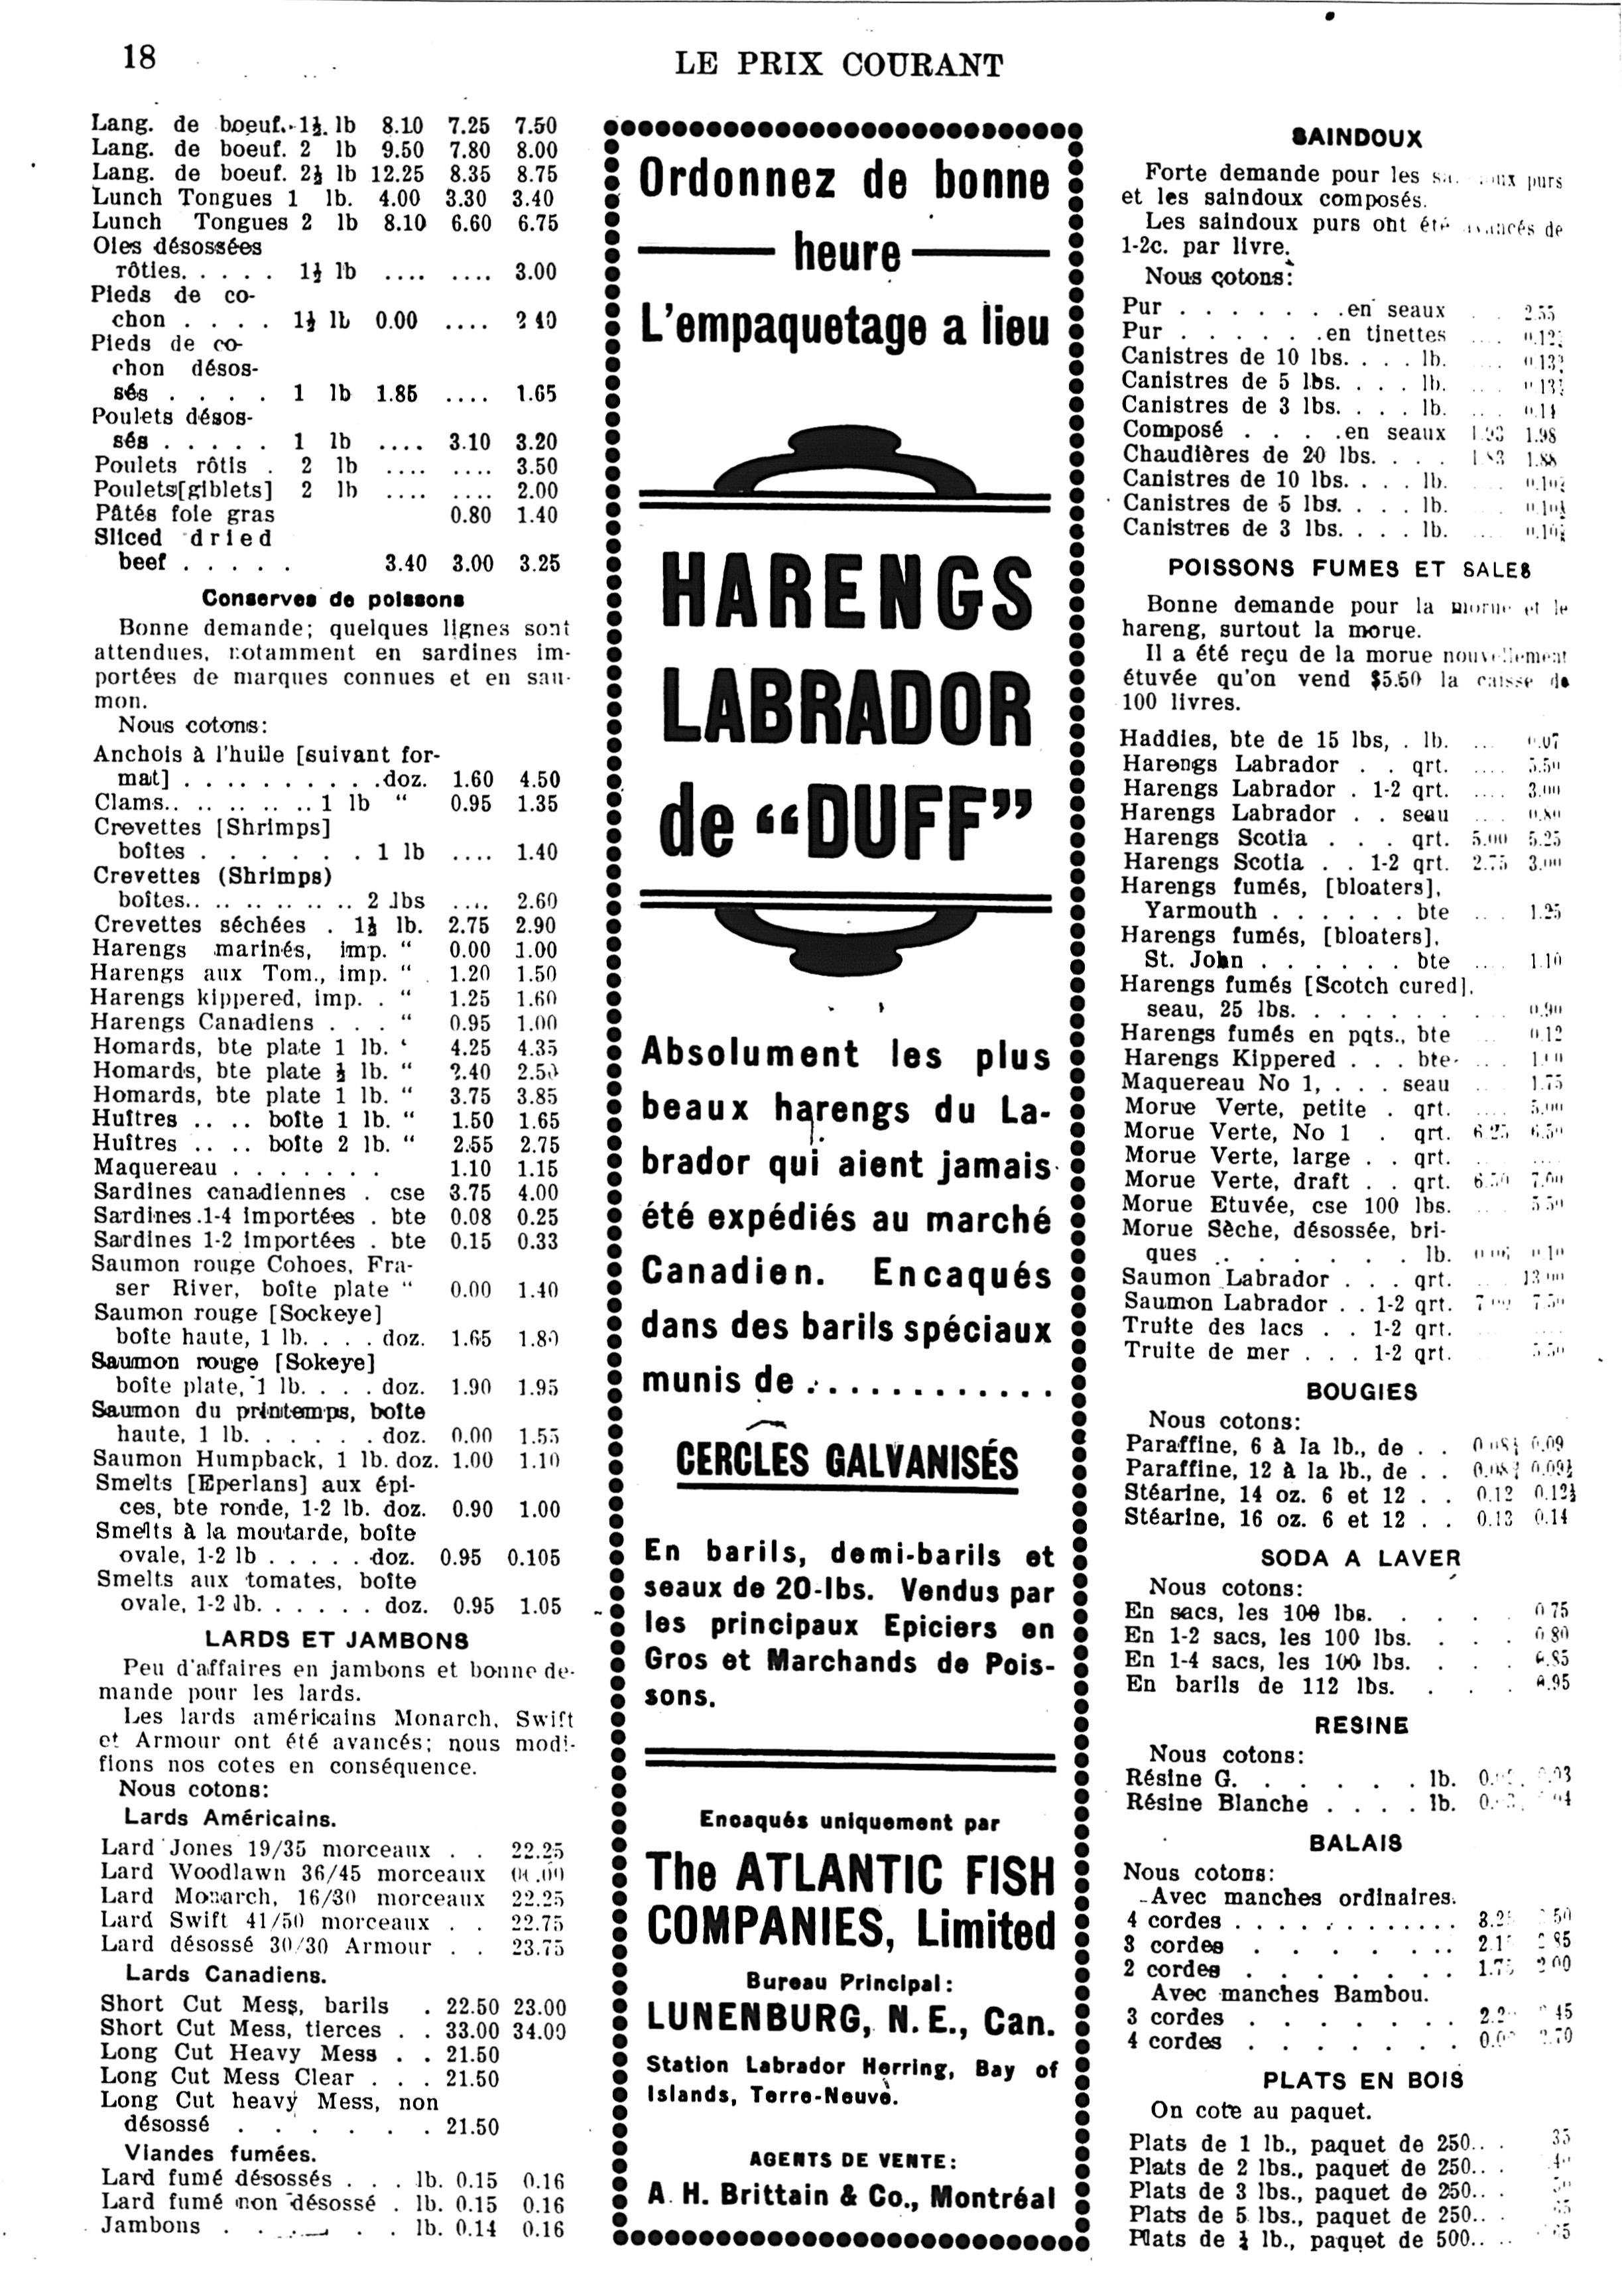 18
LE PRIX COURANT
Lang. de boeuf. 1½ lb 8.10 7.25 7.50
Lang. de boeuf. 2 lb 9.50 7.80 8.00
Lang. de boeuf. 2½ lb 12.25 8.35 8.75
Lunch Tongues 1 lb. 4.00 3.30 3.40
Lunch Tongues 2 lb 8.10 6.60 6.75
Oies désossées
rôties. . . . . 1½ lb .... .... 3.00
Pieds de co-
chon . . . . 1½ lb 0.00 .... 2 40
Pieds de co-
chon désos-
sés . . . . 1 lb 1.85 .... 1.65
Poulets désos-
sés . . . . . 1 lb .... 3.10 3.20
Poulets rôtis . 2 lb .... .... 3.50
Poulets[giblets] 2 lb .... .... 2.00
Pâtés foie gras 0.80 1.40
Sliced dried
beef . . . . . 3.40 3.00 3.25
Conserves de poissons
Bonne demande; quelques lignes sont
attendues, notamment en sardines im-
portées de marques connues et en sau-
mon.
Nous cotons:
Anchois à l'huile [suivant for-
mat] . . . . . . . . . .doz. 1.60 4.50
Clams.. .. .. .. .. 1 lb " 0.95 1.35
Crevettes [Shrimps]
boîtes . . . . . . . 1 lb .... 1.40
Crevettes (Shrimps)
boîtes.. .. .. .. .. .. 2 lbs .... 2.60
Crevettes séchées . 1½ lb. 2.75 2.90
Harengs marinés, imp. " 0.00 1.00
Harengs aux Tom., imp. " 1.20 1.50
Harengs kippered, imp. . " 1.25 1.60
Harengs Canadiens . . . " 0.95 1.00
Homards, bte plate 1 lb. ' 4.25 4.35
Homards, bte plate ½ lb. " 2.40 2.50
Homards, bte plate 1 lb. " 3.75 3.85
Huîtres .. .. boîte 1 lb. " 1.50 1.65
Huîtres .. .. boîte 2 lb. " 2.55 2.75
Maquereau . . . . . . . 1.10 1.15
Sardines canadiennes . cse 3.75 4.00
Sardines 1-4 importées . bte 0.08 0.25
Sardines 1-2 importées . bte 0.15 0.33
Saumon rouge Cohoes, Fra-
ser River, boîte plate " 0.00 1.40
Saumon rouge [Sockeye]
boîte haute, 1 lb. . . . doz. 1.65 1.80
Saumon rouge [Sokeye]
boîte plate, 1 lb. . . . doz. 1.90 1.95
Saumon du printemps, boîte
haute, 1 lb. . . . . . doz. 0.00 1.55
Saumon Humpback, 1 lb. doz. 1.00 1.10
Smelts [Eperlans] aux épi-
ces, bte ronde, 1-2 lb. doz. 0.90 1.00
Smelts à la moutarde, boîte
ovale, 1-2 lb . . . . . doz. 0.95 0.105
Smelts aux tomates, boîte
ovale, 1-2 lb. . . . . . doz. 0.95 1.05
LARDS ET JAMBONS
Peu d'affaires en jambons et bonne de-
mande pour les lards.
Les lards américains Monarch, Swift
et Armour ont été avancés; nous modi-
fions nos cotes en conséquence.
Nous cotons:
Lards Américains.
Lard Jones 19/35 morceaux . . 22.25
Lard Woodlawn 36/45 morceaux
Lard Monarch, 16/30 morceaux 22.25
Lard Swift 41/50 morceaux . . 22.75
Lard désossé 30/30 Armour . . 23.75
Lards Canadiens.
Short Cut Mess, barils . 22.50 23.00
Short Cut Mess, tierces . . 33.00 34.00
Long Cut Heavy Mess . . 21.50
Long Cut Mess Clear . . . 21.50
Long Cut heavy Mess, non
désossé . . . . . . 21.50
Viandes fumées.
Lard fumé désossés . . . lb. 0.15 0.16
Lard fumé non désossé . lb. 0.15 0.16
Jambons . . . . . lb. 0.14 0.16
Ordonnez de bonne
heure
L'empaquetage a lieu
HARENGS
LABRADOR
de "DUFF"
Absolument les plus
beaux harengs du La-
brador qui aient jamais
été expédiés au marché
Canadien. Encaqués
dans des barils spéciaux
munis de . . . . . . . . . . . . .
CERCLES GALVANISÉS
En barils, demi-barils et
seaux de 20-lbs. Vendus par
les principaux Epiciers en
Gros et Marchands de Pois-
sons.
Encaqués uniquement par
The ATLANTIC FISH
COMPANIES, Limited
Bureau Principal:
LUNENBURG, N. E., Can.
Station Labrador Herring, Bay of
Islands, Terre-Neuve.
AGENTS DE VENTE:
A. H. Brittain & Co., Montréal
SAINDOUX
Forte demande pour les purs
et les saindoux composés.
Les saindoux purs ont été avancés de
1-2c. par livre.
Nous cotons:
Pur . . . . . . .en seaux 2.55
Pur . . . . . .en tinettes
Canistres de 10 lbs. . . . lb.
Canistres de 5 lbs. . . . lb.
Canistres de 3 lbs. . . . lb. 0.14
Composé . . . .en seaux 1.93 1.98
Chaudières de 20 lbs. . . . 1.83 1.88
Canistres de 10 lbs. . . . lb.
Canistres de 5 lbs. . . . lb.
Canistres de 3 lbs. . . . lb.
POISSONS FUMES ET SALES
Bonne demande pour la morue et le
hareng, surtout la morue.
Il a été reçu de la morue nouvellement
étuvée qu'on vend $5.50 la caisse de
100 livres.
Haddies, bte de 15 lbs, . lb. ... 0.07
Harengs Labrador . . qrt. .... 5.50
Harengs Labrador . 1-2 qrt. .... 3.00
Harengs Labrador . . seau 0.80
Harengs Scotia . . . qrt. 5.00 5.25
Harengs Scotia . . 1-2 qrt. 2.75 3.00
Harengs fumés, [bloaters],
Yarmouth . . . . . . bte 1.25
Harengs fumés, [bloaters],
St. John . . . . . . bte 1.10
Harengs fumés [Scotch cured],
seau, 25 lbs. . . . . . . . 0.90
Harengs fumés en pqts., bte 0.12
Harengs Kippered . . . bte
Maquereau No 1, . . . seau 1.75
Morue Verte, petite . qrt. .... 5.00
Morue Verte, No 1 . qrt. 6.25 6.50
Morue Verte, large . . qrt.
Morue Verte, draft . . qrt. 6.50 7.00
Morue Etuvée, cse 100 lbs. 5.50
Morue Sèche, désossée, bri-
ques . . . . . . . lb.
Saumon Labrador . . . qrt. 13.00
Saumon Labrador . . 1-2 qrt. 7.50
Truite des lacs . . 1-2 qrt.
Truite de mer . . . 1-2 qrt. 5.50
BOUGIES
Nous cotons:
Paraffine, 6 à la lb., de . . 0.08½ 0.09
Paraffine, 12 à la lb., de . . 0.09½
Stéarine, 14 oz. 6 et 12 . . 0.12 0.12½
Stéarine, 16 oz. 6 et 12 . . 0.13 0.14
SODA A LAVER
Nous cotons:
En sacs, les 100 lbs. . . . . 0 75
En 1-2 sacs, les 100 lbs. . . . 0 80
En 1-4 sacs, les 100 lbs. . . . 0.85
En barils de 112 lbs. . . . 0.95
RESINE
Nous cotons:
Résine G. . . . . . . lb.
Résine Blanche . . . . lb.
BALAIS
Nous cotons:
Avec manches ordinaires.
4 cordes . . . . . . . . . . . .
3 cordes . . . . . . ..
2 cordes . . . . . . . 1.75 2 00
Avec manches Bambou.
3 cordes . . . . . . .
4 cordes . . . . . . .
PLATS EN BOIS
On cote au paquet.
Plats de 1 lb., paquet de 250.. .
Plats de 2 lbs., paquet de 250.. .
Plats de 3 lbs., paquet de 250.. .
Plats de 5 lbs., paquet de 250.. .
Plats de ½ lb., paquet de 500.. ..